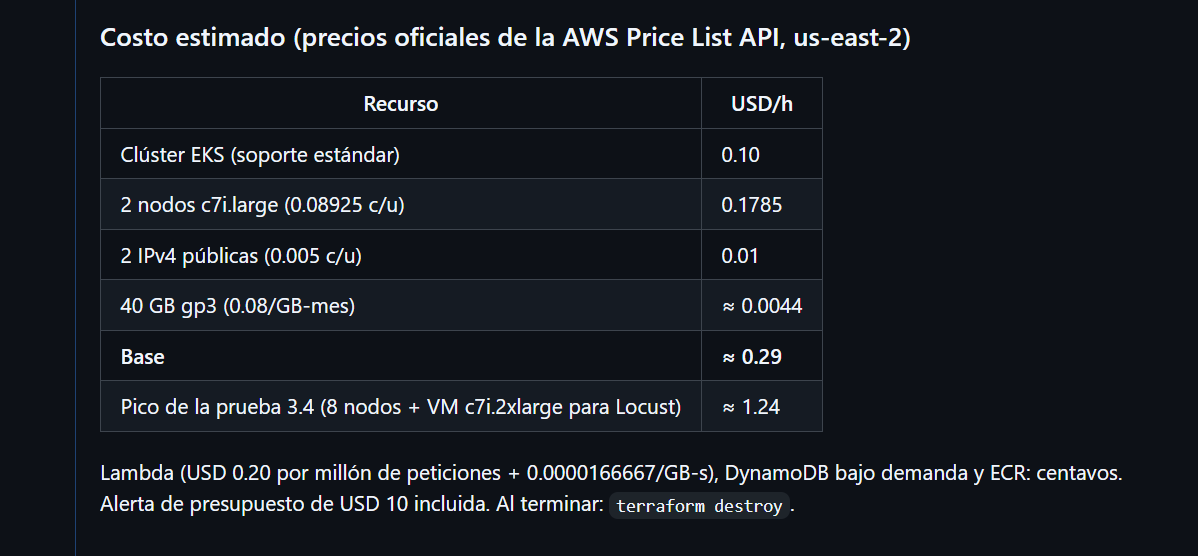 Costo estimado (precios oficiales de la AWS Price List API, us-east-2)
Recurso USD/h
Clúster EKS (soporte estándar) 0.10
2 nodos c7i.large (0.08925 c/u) 0.1785
2 IPv4 públicas (0.005 c/u) 0.01
40 GB gp3 (0.08/GB-mes) ≈ 0.0044
Base ≈ 0.29
Pico de la prueba 3.4 (8 nodos + VM c7i.2xlarge para Locust) ≈ 1.24
Lambda (USD 0.20 por millón de peticiones + 0.0000166667/GB-s), DynamoDB bajo demanda y ECR: centavos.
Alerta de presupuesto de USD 10 incluida. Al terminar: terraform destroy.